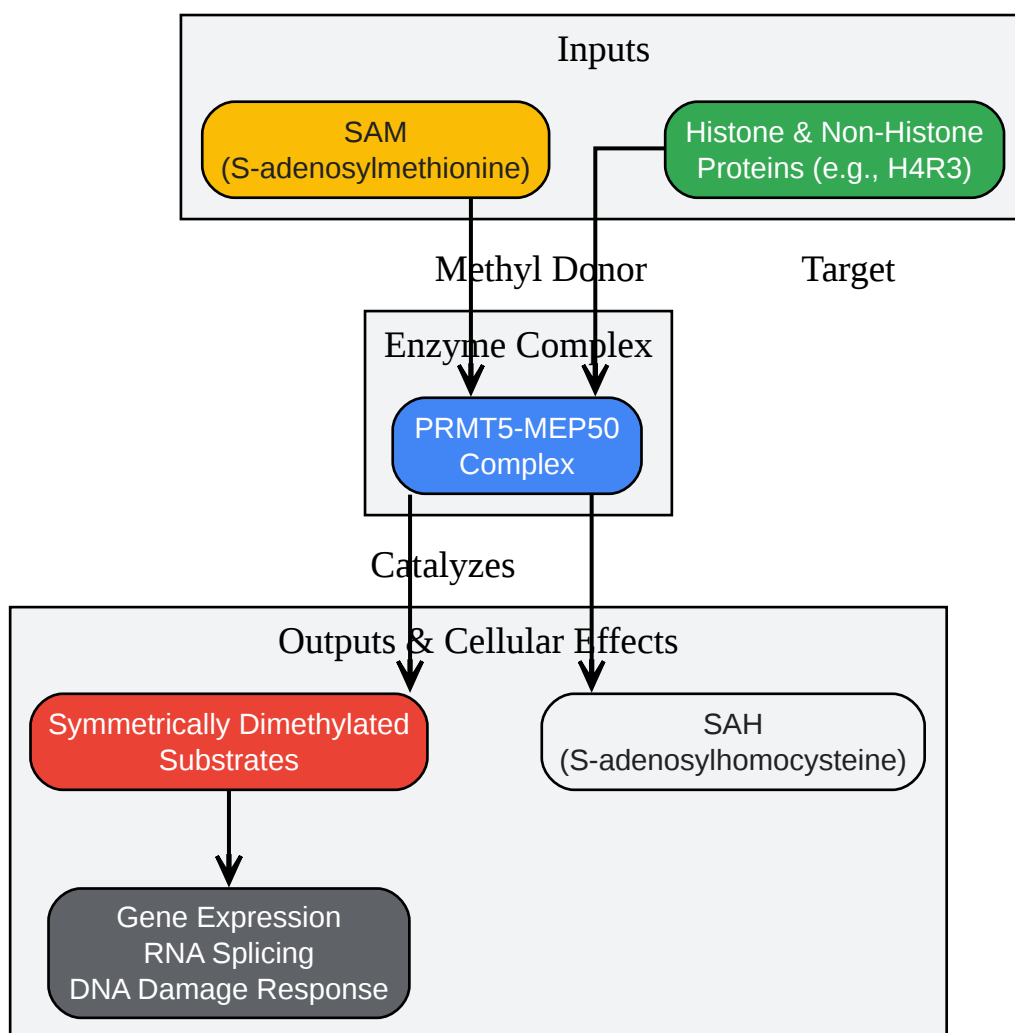 Inputs
SAM
(S-adenosylmethionine)
Histone & Non-Histone
Proteins (e.g., H4R3)
Methyl Donor
Target
Enzyme Complex
PRMT5-MEP50
Complex
Catalyzes
Outputs & Cellular Effects
Symmetrically Dimethylated
Substrates
SAH
(S-adenosylhomocysteine)
Gene Expression
RNA Splicing
DNA Damage Response